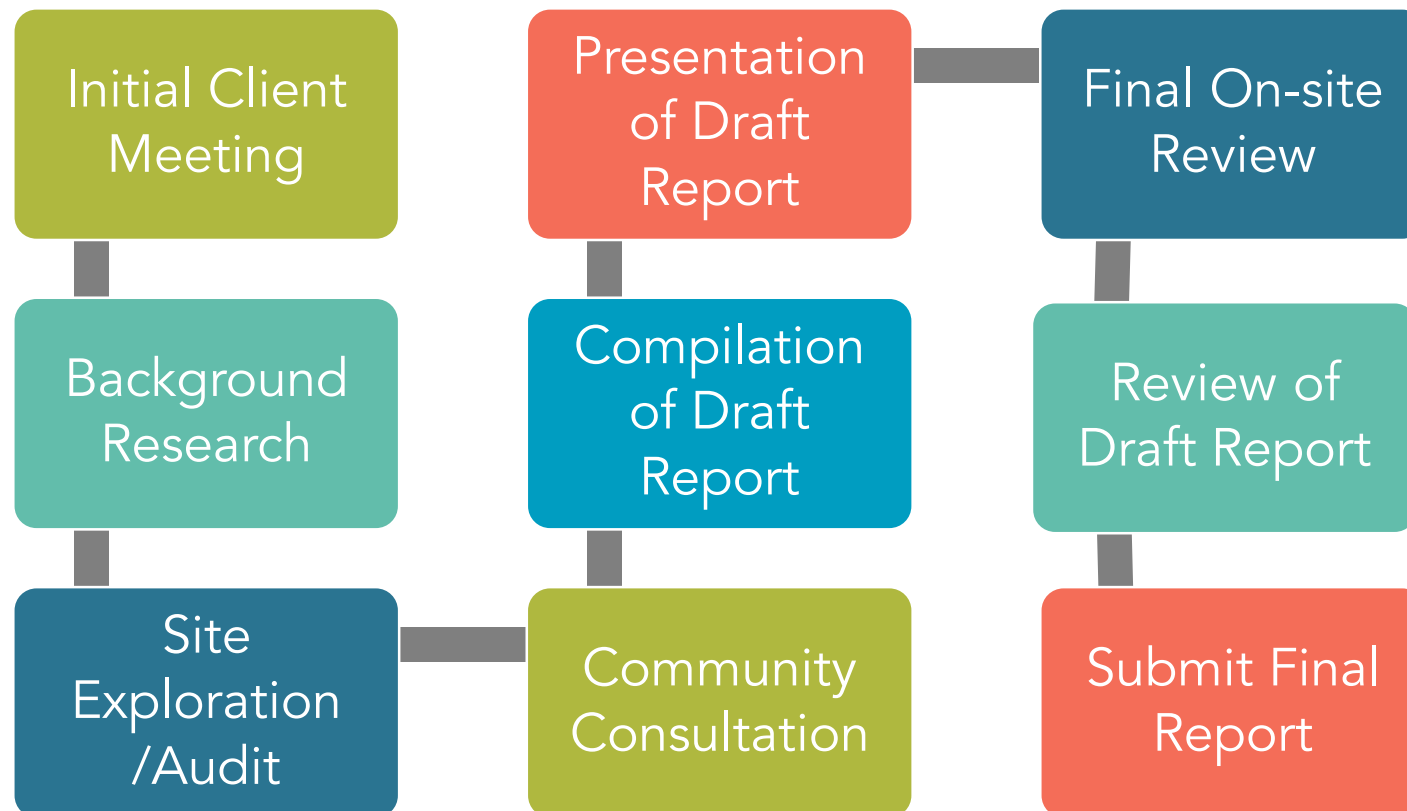 Initial Client
Meeting
Background
Research
Site
Exploration
/Audit
Community
Consultation
Compilation
of Draft
Report
Presentation
of Draft
Report
Final On-site
Review
Review of
Draft Report
Submit Final
Report